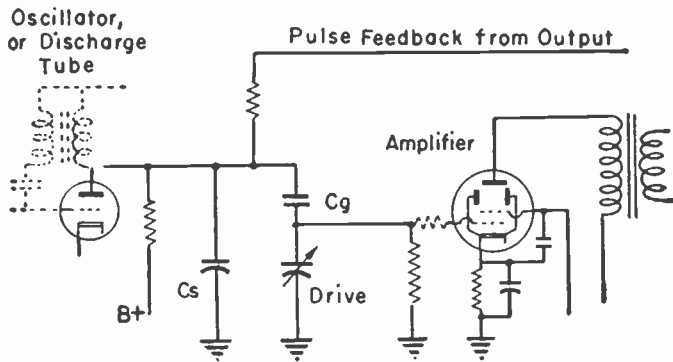 Oscillator,
or Discharge
Tube
Pulse Feedback from Output
Amplifier
Cg
Cs
Drive
B+